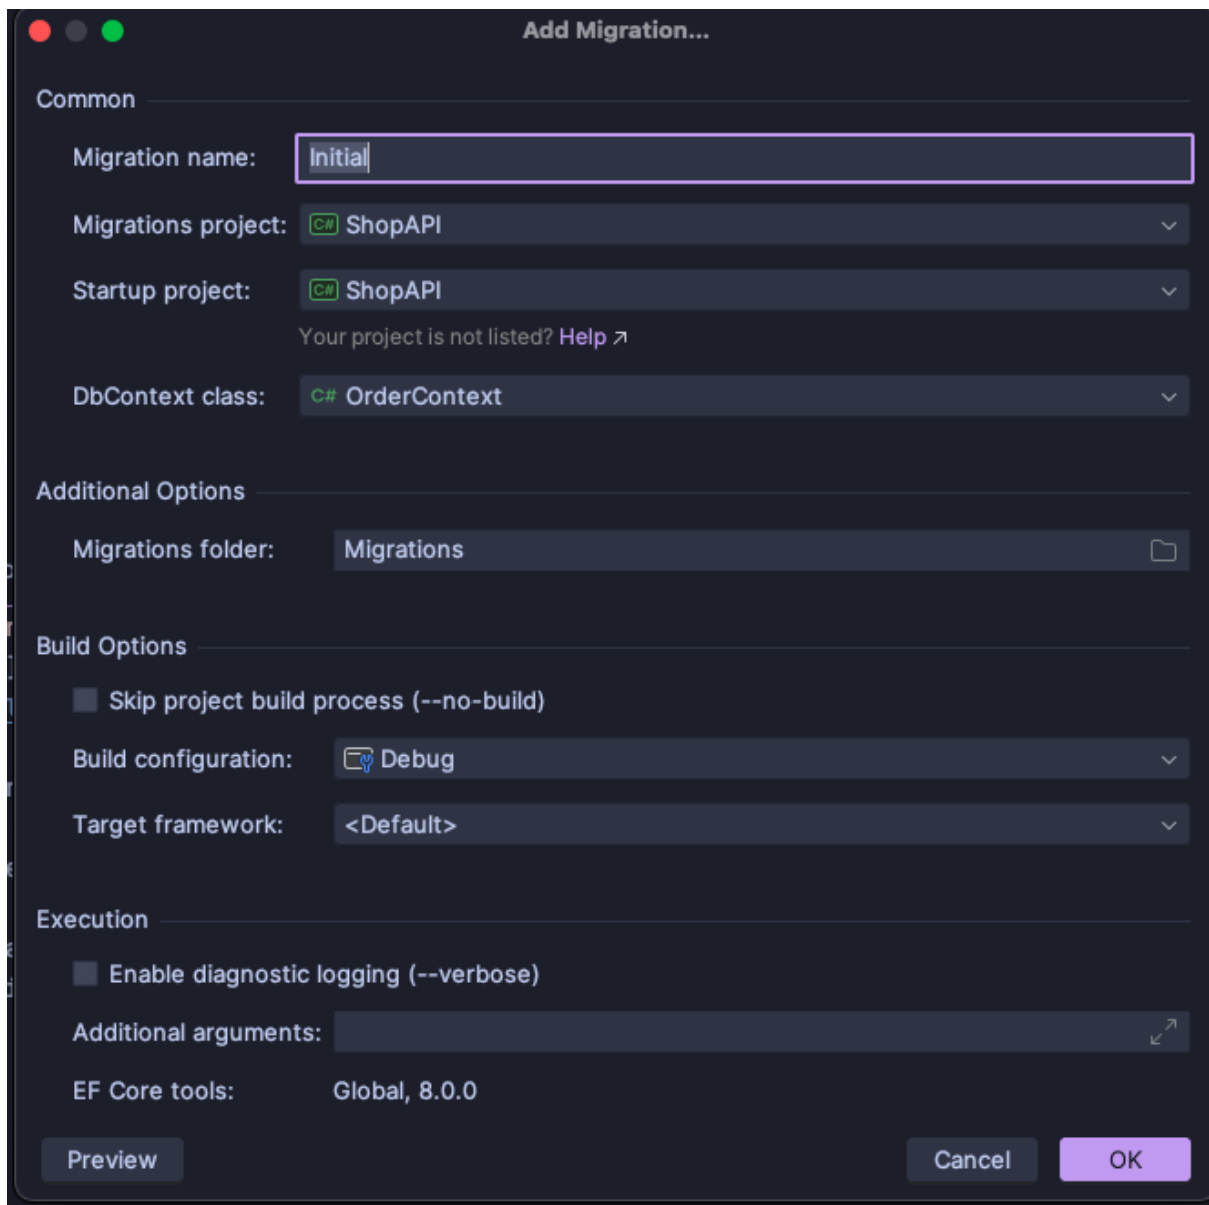 Add Migration...
Common
Migration name: Initial
Migrations project: C# ShopAPI
Startup project: C# ShopAPI
Your project is not listed? Help ↗
DbContext class: C# OrderContext
Additional Options
Migrations folder: Migrations
Build Options
Skip project build process (--no-build)
Build configuration: Debug
Target framework: <Default>
Execution
Enable diagnostic logging (--verbose)
Additional arguments:
EF Core tools: Global, 8.0.0
Preview Cancel OK